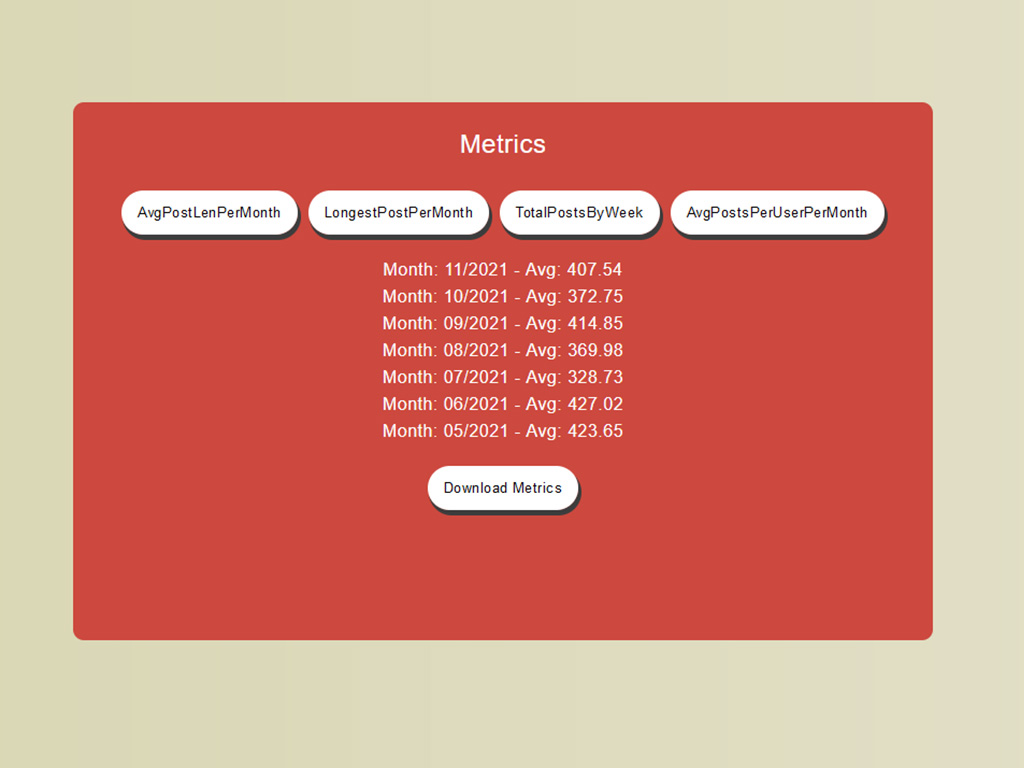 Metrics
AvgPostLenPerMonth LongestPostPerMonth TotalPostsByWeek AvgPostsPerUserPerMonth
Month: 11/2021 - Avg: 407.54
Month: 10/2021 - Avg: 372.75
Month: 09/2021 - Avg: 414.85
Month: 08/2021 - Avg: 369.98
Month: 07/2021 - Avg: 328.73
Month: 06/2021 - Avg: 427.02
Month: 05/2021 - Avg: 423.65
Download Metrics